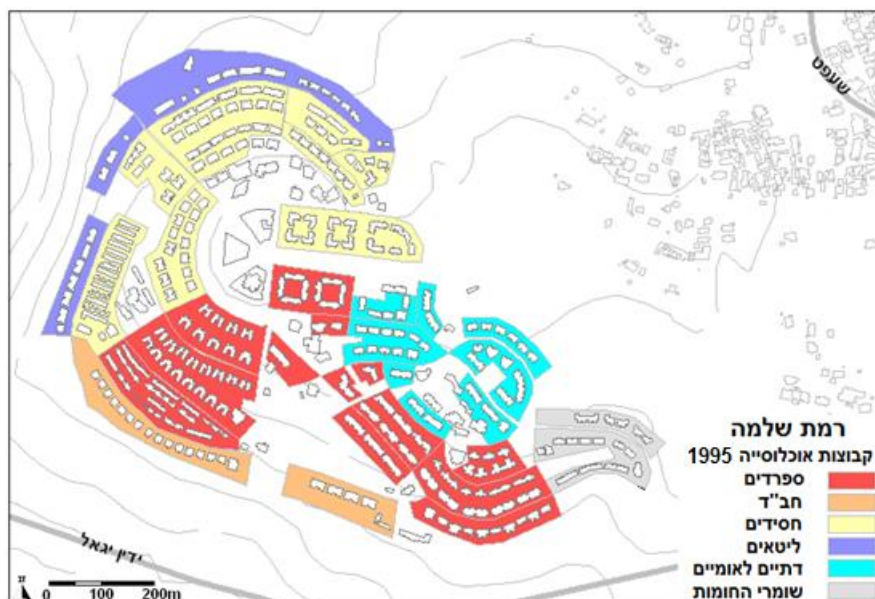 שעפט
רמת שלמה
קבוצות אוכלוסייה 1995
ספרדים
חב"ד
חסידים
ליטאים
דתיים לאומיים
שומרי החומות
ידין יגאל
0 100 200m